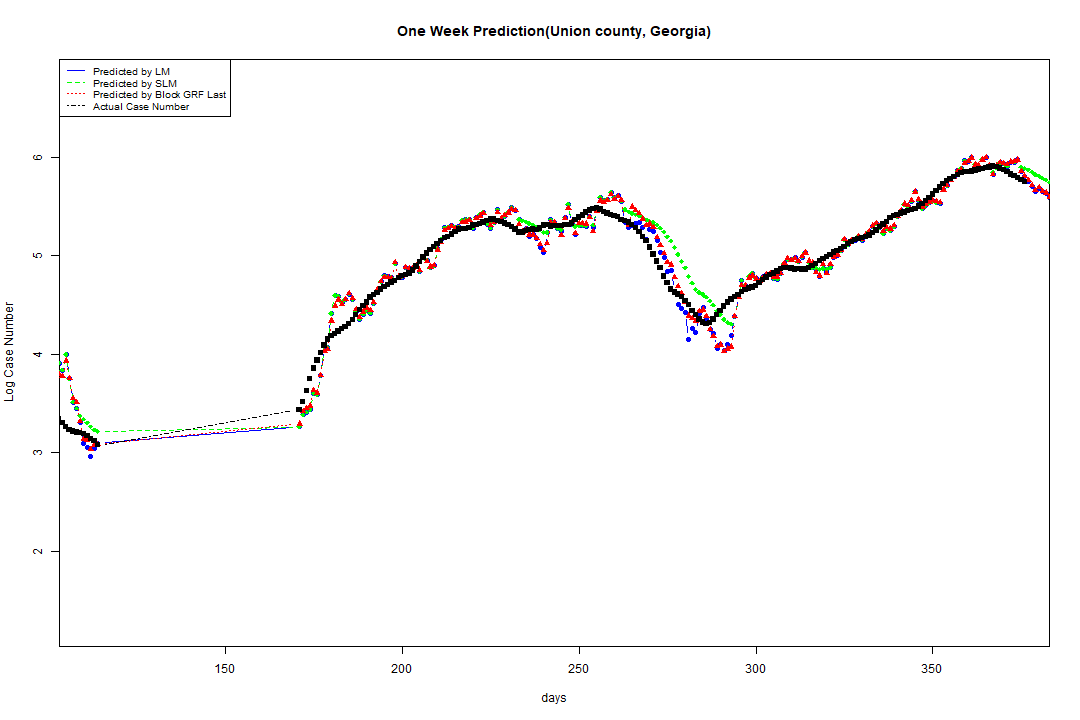 One Week Prediction(Union county, Georgia)
Predicted by LM
Predicted by SLM
Predicted by Block GRF Last
Actual Case Number
6
5
4
3
2
Log Case Number
150 200 250 300 350
days